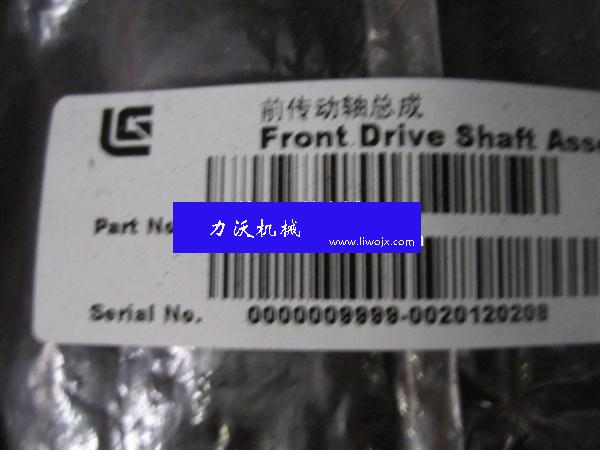 前传动轴总成
Front Drive Shaft Asse
Part No
力沃机械
www.liwojx.com
Serial No. 0000009999-0020120208